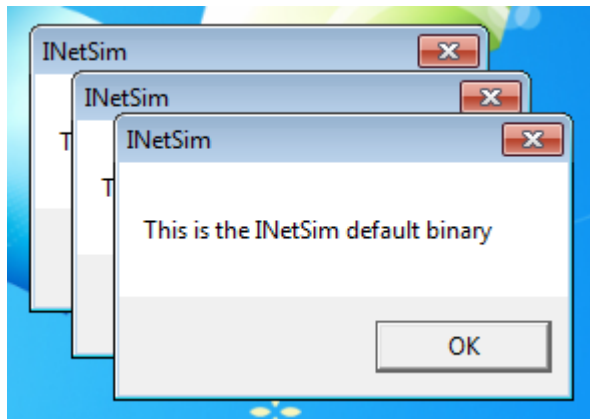 INetSim
INetSim
T
INetSim
T
This is the INetSim default binary
OK